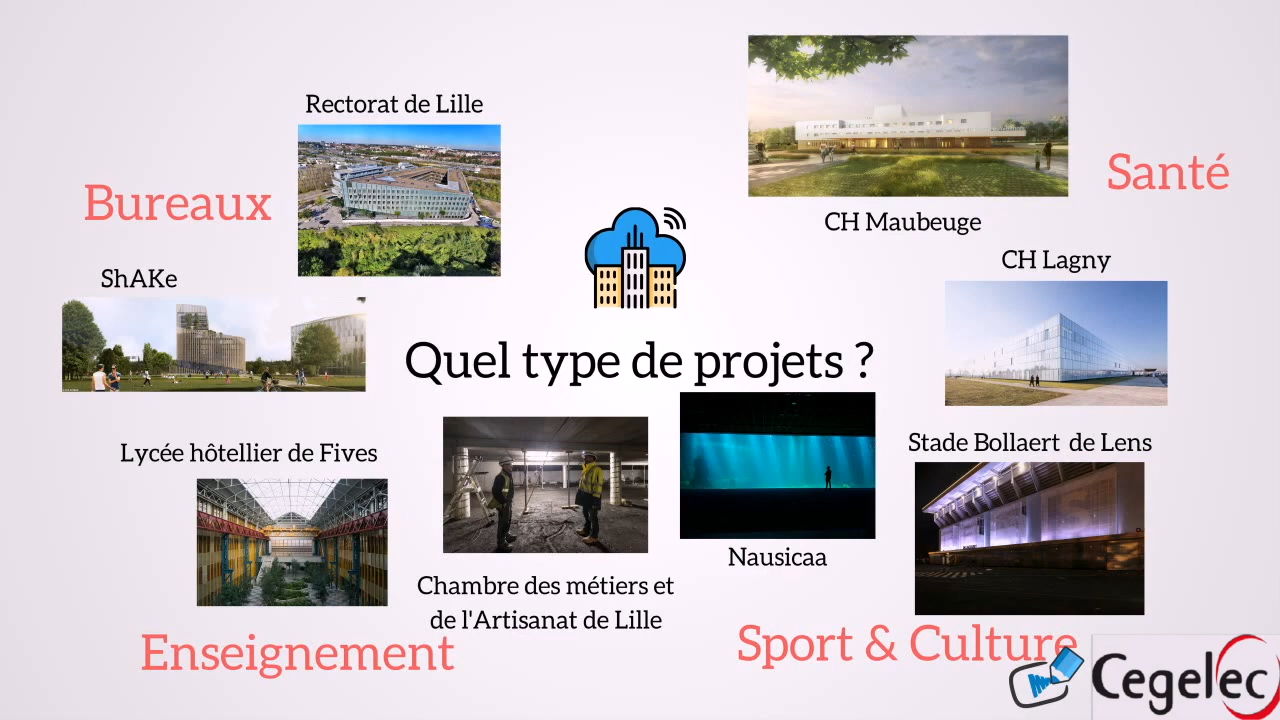 Rectorat de Lille
Bureaux
ShAKe
Santé
CH Maubeuge
CH Lagny
Quel type de projets ?
Lycée hôtellier de Fives
Chambre des métiers et
de l'Artisanat de Lille
Enseignement
Nausicaa
Stade Bollaert de Lens
Sport & Culture
Cegelec